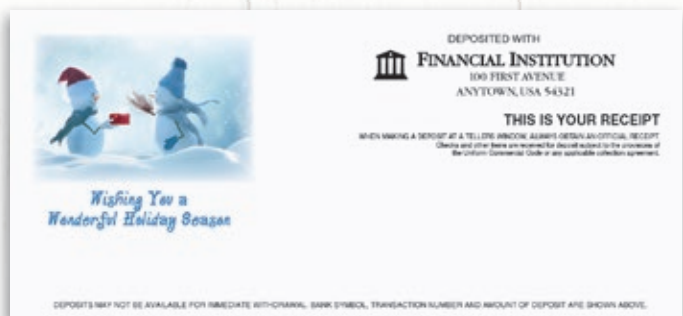 DEPOSITED WITH
FINANCIAL INSTITUTION
100 FIRST AVENUE
ANYTOWN, USA 54321
THIS IS YOUR RECEIPT
WHEN MAKING A DEPOSIT AT A TELLERS WINDOW, ALWAYS OBTAIN AN OFFICIAL RECEIPT
Checks and other items are received for deposit subject to the provisions of
the Uniform Commercial Code or any applicable collection agreement.
Wishing You a
Wonderful Holiday Season
DEPOSITS MAY NOT BE AVAILABLE FOR IMMEDIATE WITHDRAWAL. BANK SYMBOL, TRANSACTION NUMBER AND AMOUNT OF DEPOSIT ARE SHOWN ABOVE.